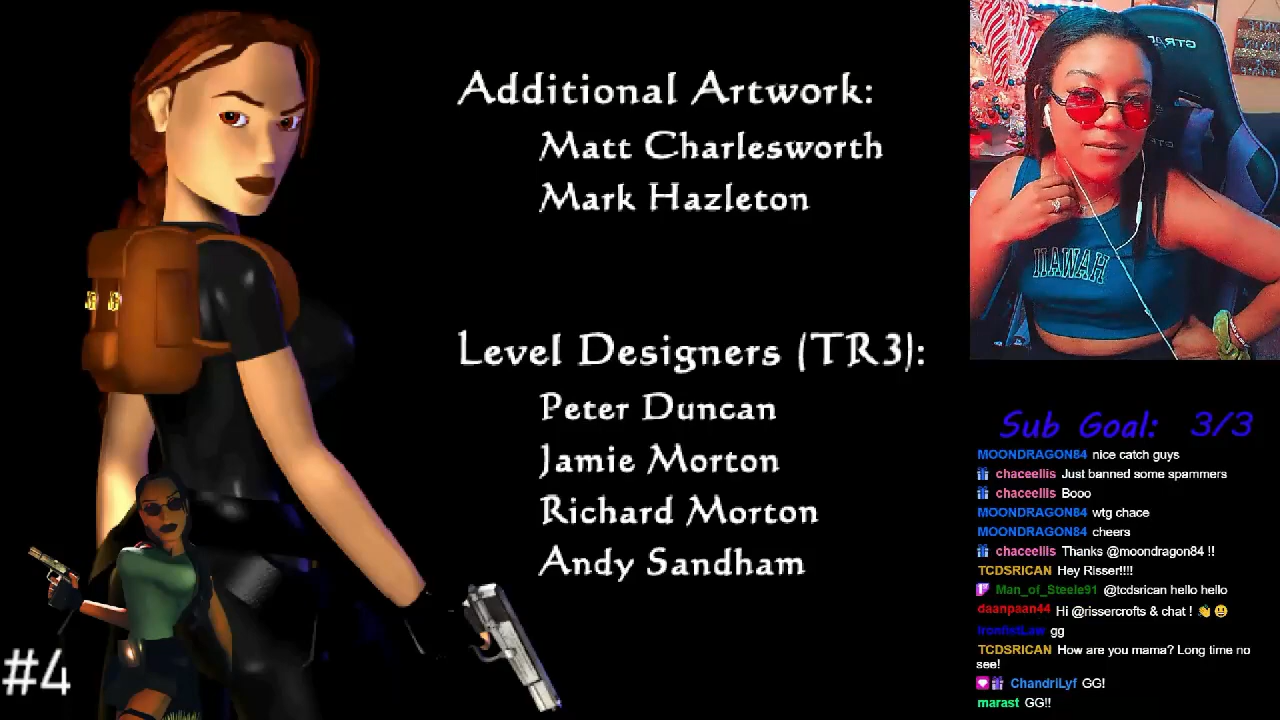 Additional Artwork:
Matt Charlesworth
Mark Hazleton
Level Designers (TR3):
Peter Duncan
Jamie Morton
Richard Morton
Andy Sandham
#4
HAWAH
Sub Goal: 3/3
MOONDRAGON84 nice catch guys
chaceellis Just banned some spammers
chaceellis Booo
MOONDRAGON84 wtg chace
MOONDRAGON84 cheers
chaceellis Thanks @moondragon84 !!
TCDSRICAN Hey Risser!!!!
Man_of_Steele91 @tcdsrican hello hello
daanpaan44 Hi @rissercrofts & chat ! 👋 😃
IronfistLaw gg
TCDSRICAN How are you mama? Long time no
see!
ChandriLyf GG!
marast GG!!